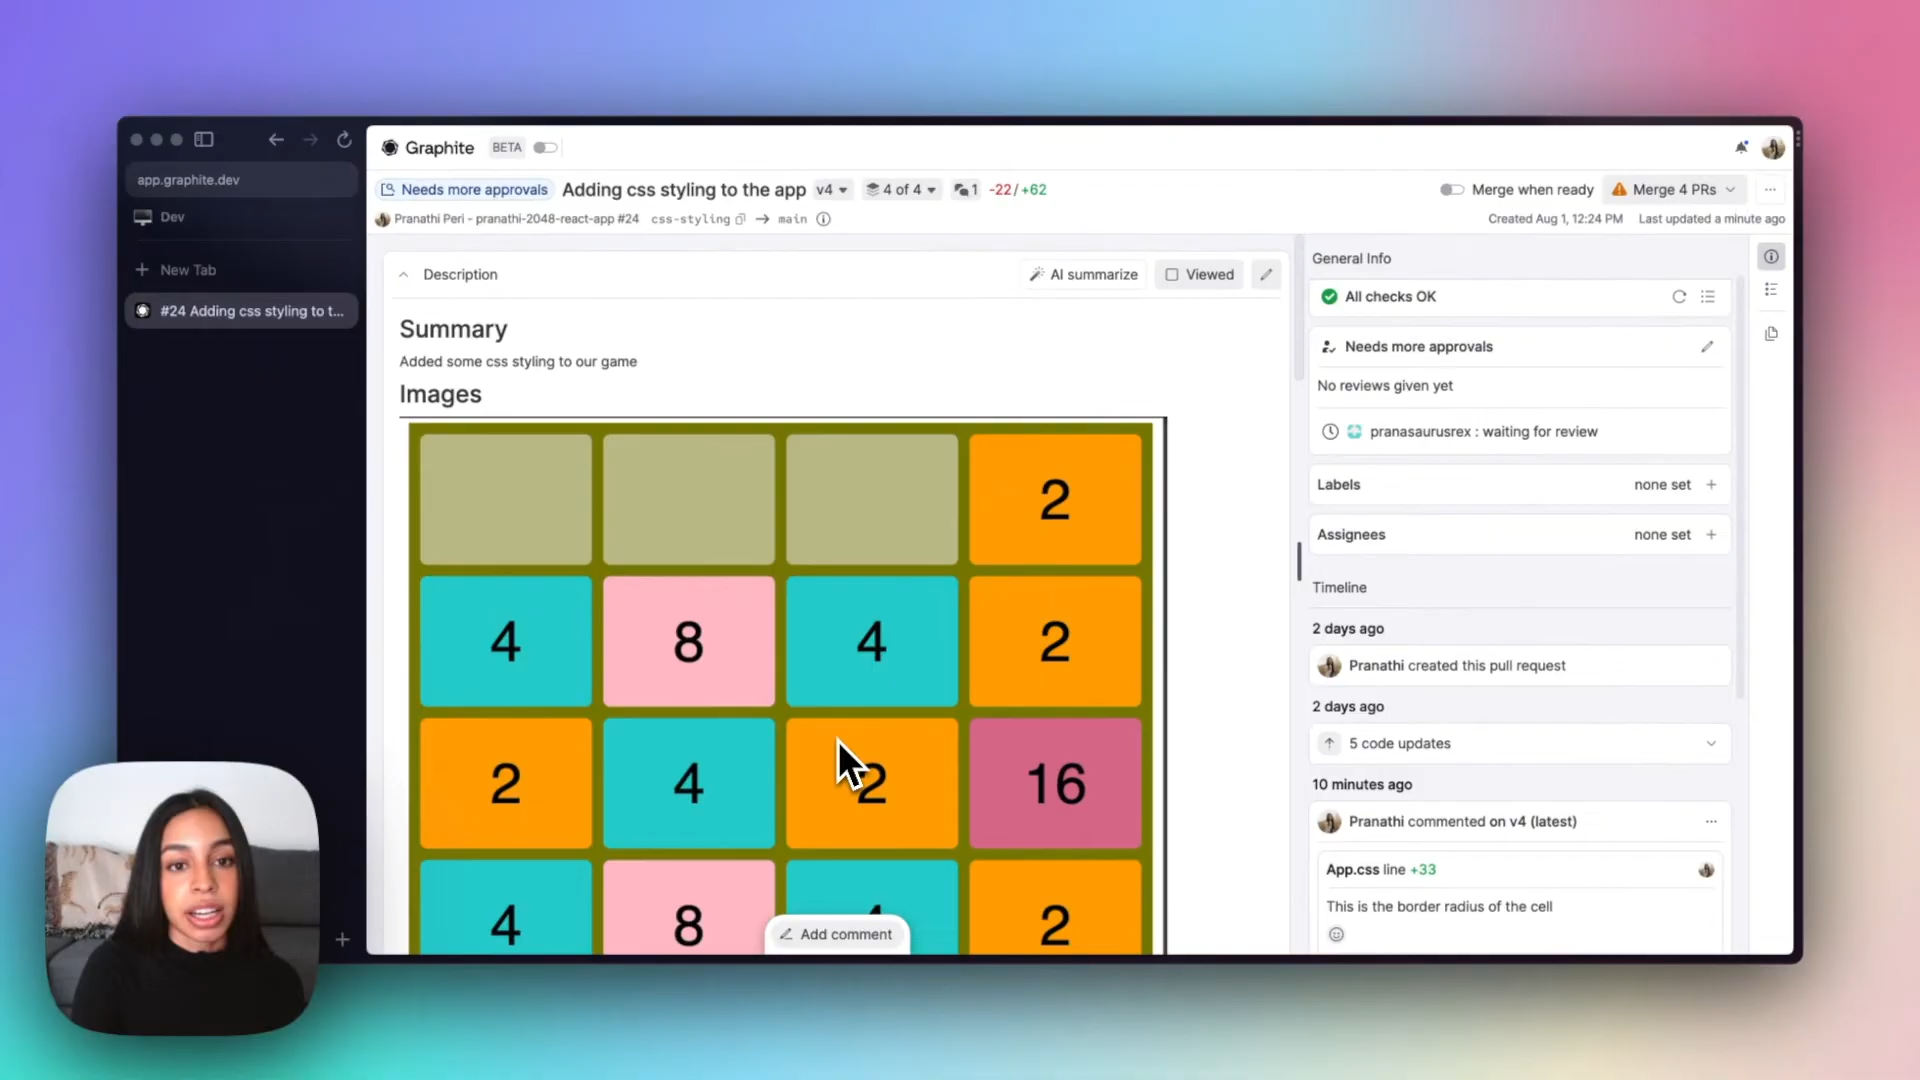 app.graphite.dev
Dev
New Tab
#24 Adding css styling to t...
Graphite BETA
Needs more approvals Adding css styling to the app v4 4 of 4 1 -22/+62
Merge when ready Merge 4 PRs
Pranathi Peri - pranathi-2048-react-app #24 css-styling → main
Created Aug 1, 12:24 PM Last updated a minute ago
Description
AI summarize Viewed
Summary
Added some css styling to our game
Images
2
4 8 4 2
2 4 2 16
4 8 4 2
Add comment
General Info
All checks OK
Needs more approvals
No reviews given yet
pranasaurusrex : waiting for review
Labels none set
Assignees none set
Timeline
2 days ago
Pranathi created this pull request
2 days ago
5 code updates
10 minutes ago
Pranathi commented on v4 (latest)
App.css line +33
This is the border radius of the cell